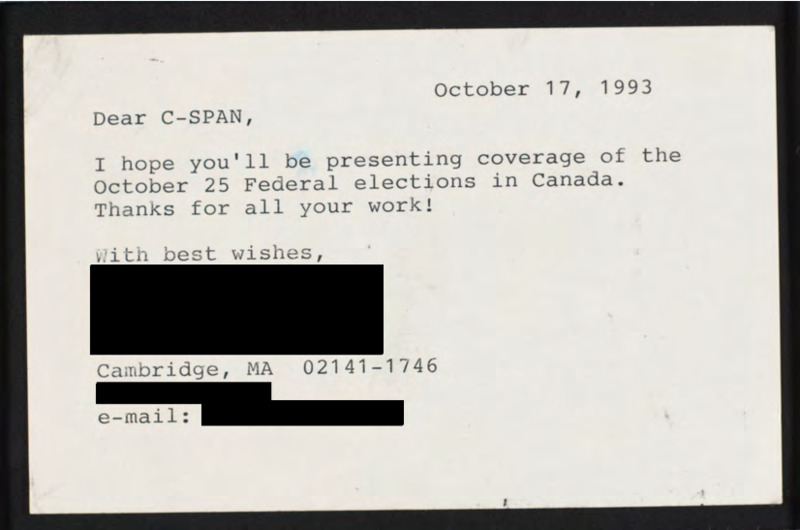 October 17, 1993
Dear C-SPAN,
I hope you'll be presenting coverage of the
October 25 Federal elections in Canada.
Thanks for all your work!
With best wishes,
Cambridge, MA  02141-1746
e-mail: